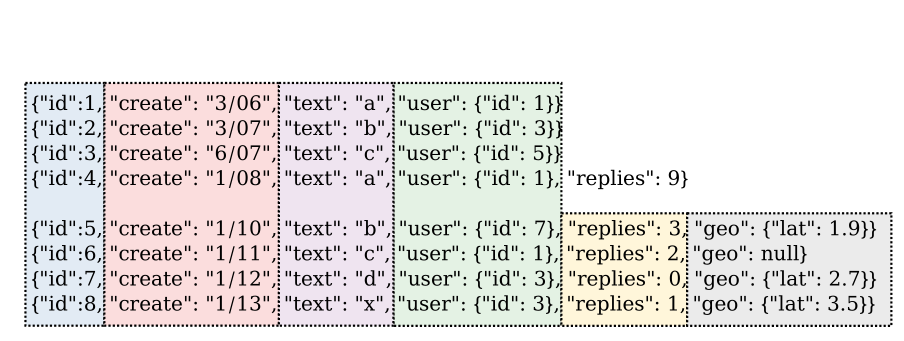 {"id":1, "create": "3/06", "text": "a", "user": {"id": 1}}
{"id":2, "create": "3/07", "text": "b", "user": {"id": 3}}
{"id":3, "create": "6/07", "text": "c", "user": {"id": 5}}
{"id":4, "create": "1/08", "text": "a", "user": {"id": 1}, "replies": 9}
{"id":5, "create": "1/10", "text": "b", "user": {"id": 7}, "replies": 3, "geo": {"lat": 1.9}}
{"id":6, "create": "1/11", "text": "c", "user": {"id": 1}, "replies": 2, "geo": null}
{"id":7, "create": "1/12", "text": "d", "user": {"id": 3}, "replies": 0, "geo": {"lat": 2.7}}
{"id":8, "create": "1/13", "text": "x", "user": {"id": 3}, "replies": 1, "geo": {"lat": 3.5}}